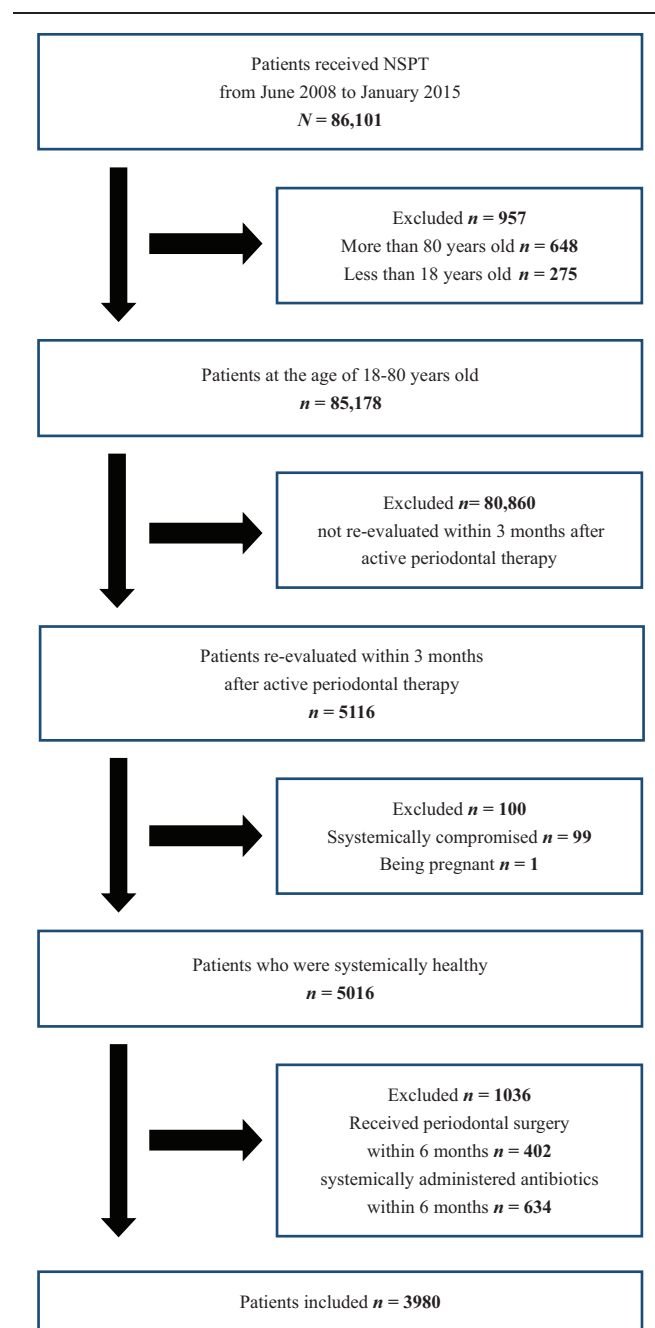 Patients received NSPT
from June 2008 to January 2015
N = 86,101
Excluded n = 957
More than 80 years old n = 648
Less than 18 years old n = 275
Patients at the age of 18-80 years old
n = 85,178
Excluded n= 80,860
not re-evaluated within 3 months after
active periodontal therapy
Patients re-evaluated within 3 months
after active periodontal therapy
n = 5116
Excluded n = 100
Ssystemically compromised n = 99
Being pregnant n = 1
Patients who were systemically healthy
n = 5016
Excluded n = 1036
Received periodontal surgery
within 6 months n = 402
systemically administered antibiotics
within 6 months n = 634
Patients included n = 3980